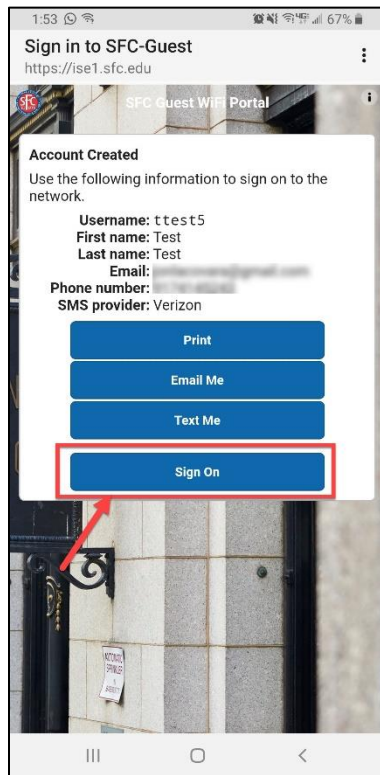 1:53 67%
Sign in to SFC-Guest
https://ise1.sfc.edu
SFC Guest WiFi Portal
Account Created
Use the following information to sign on to the
network.
Username: ttest5
First name: Test
Last name: Test
Email:
Phone number:
SMS provider: Verizon
Print
Email Me
Text Me
Sign On
AUTOMATIC
SPRINKLER